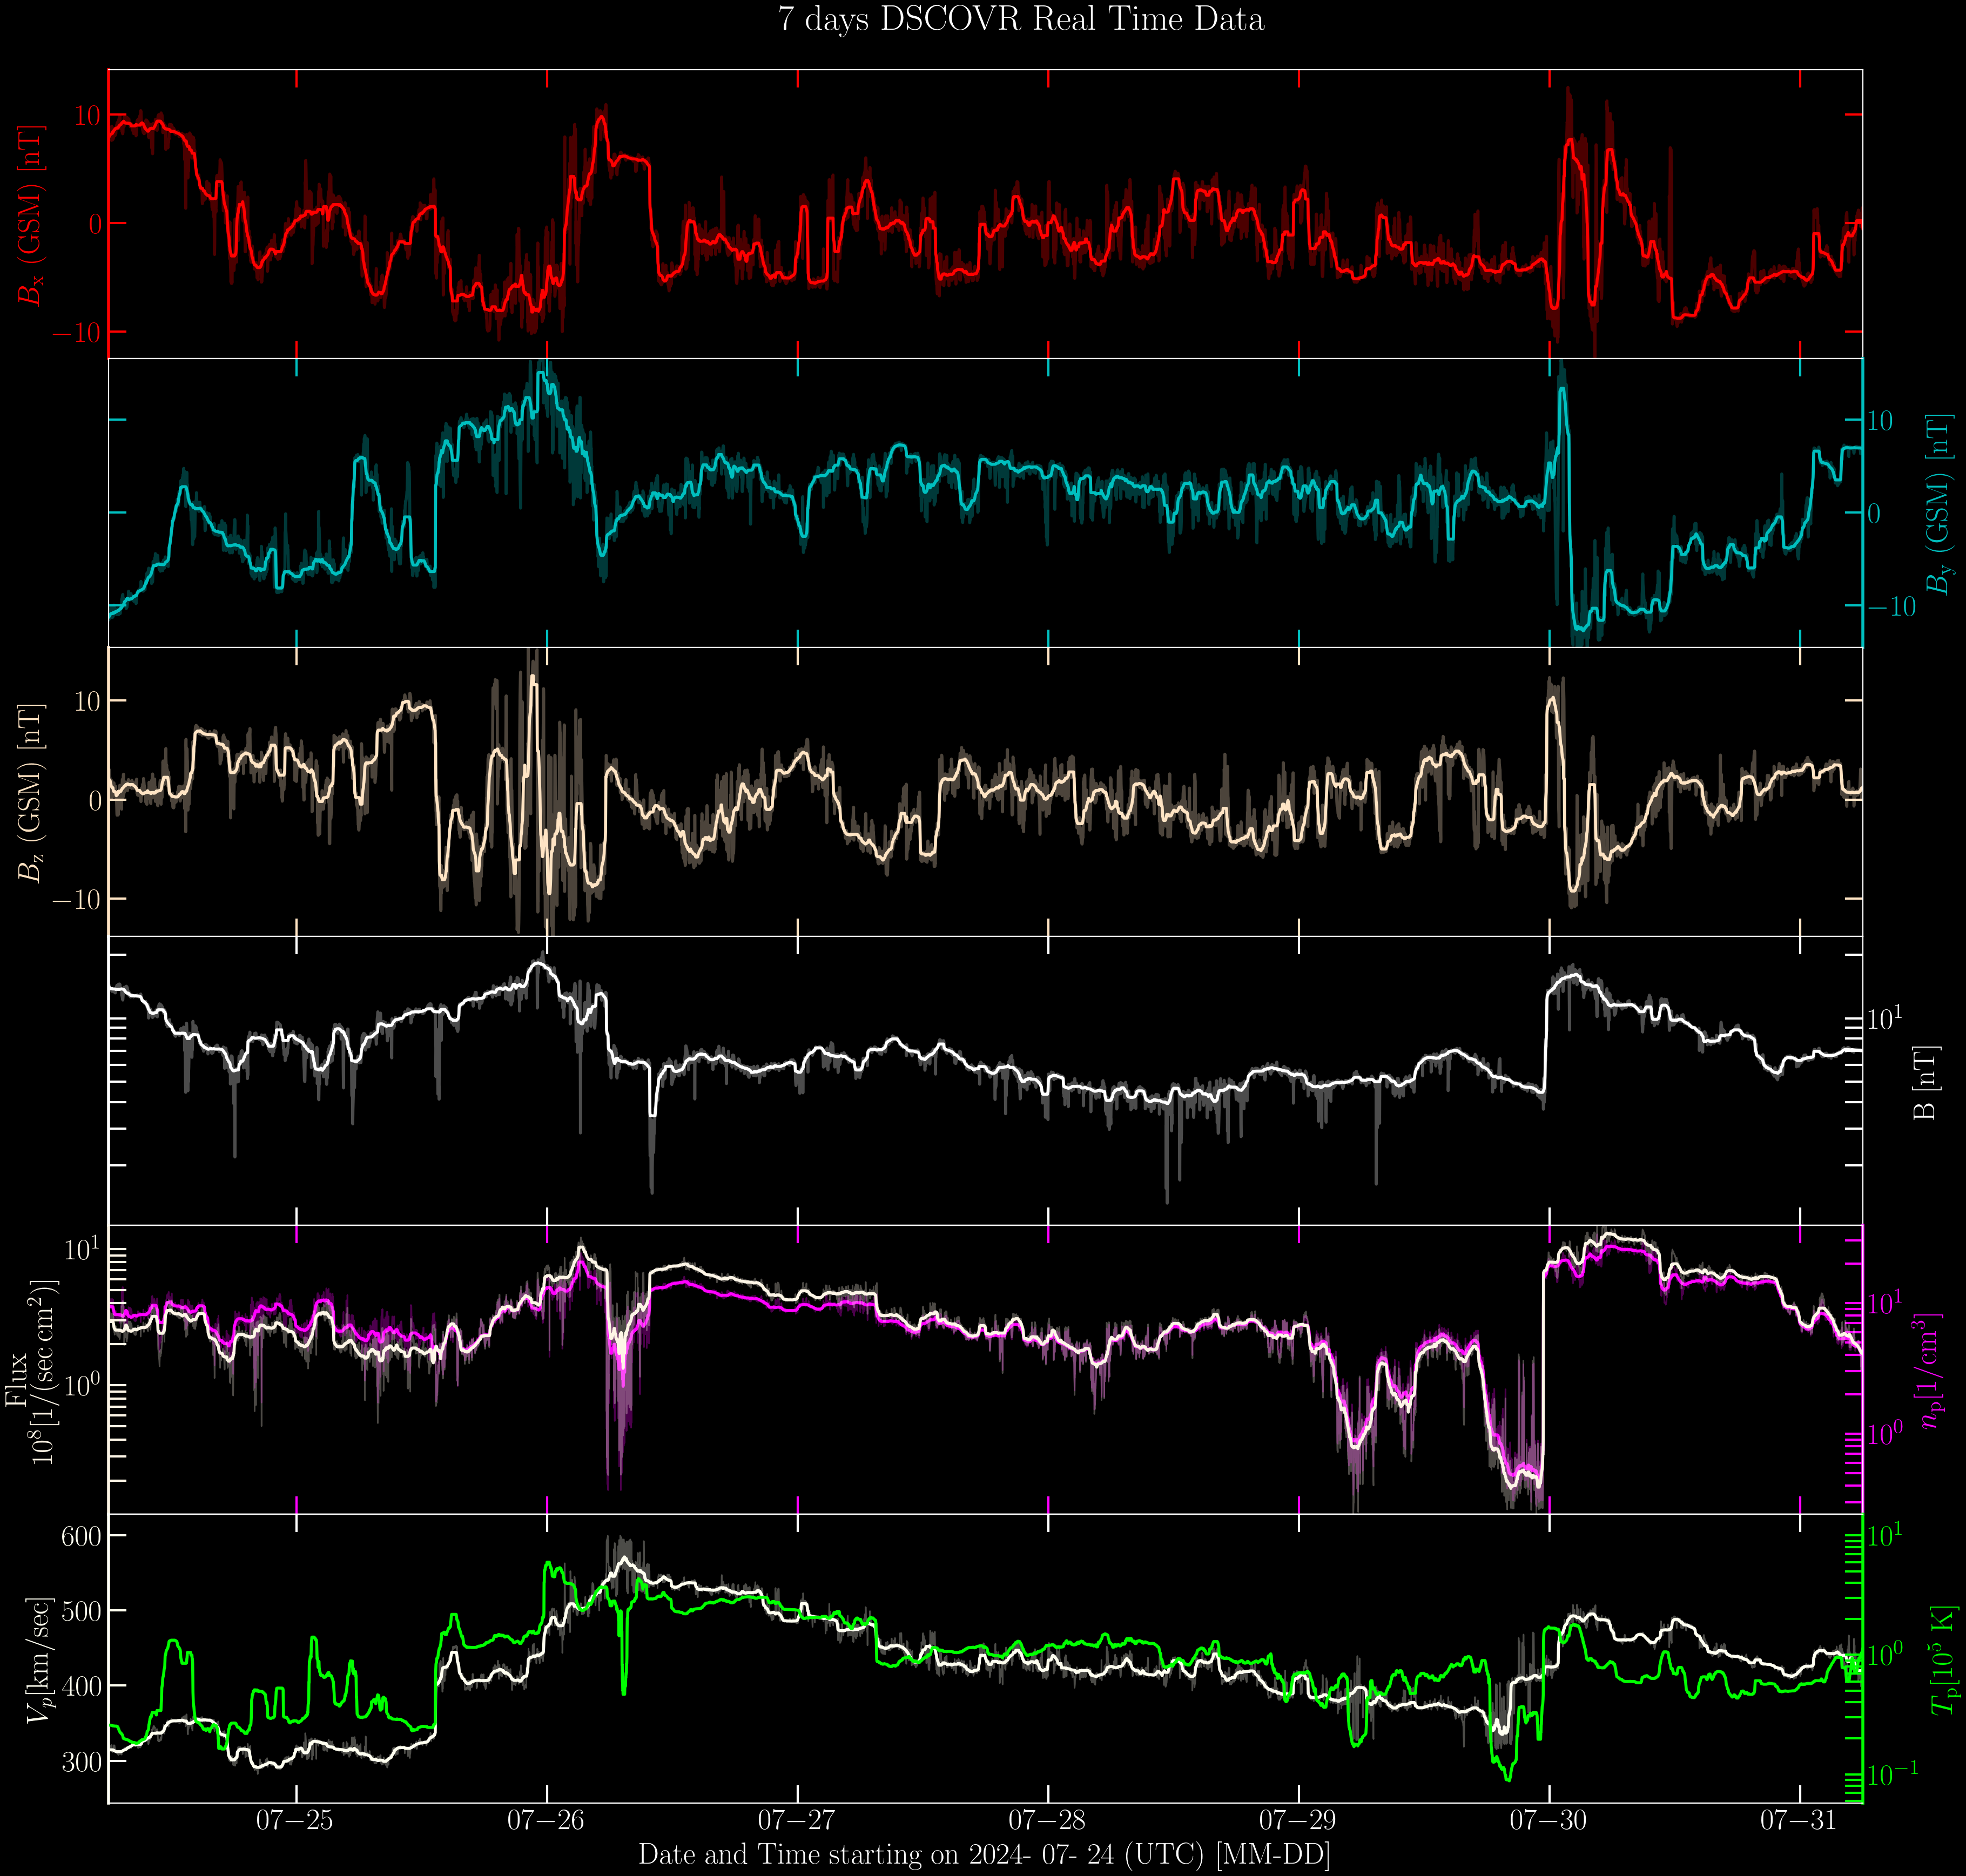 7 days DSCOVR Real Time Data
10
0
−10
Bx (GSM) [nT]
10
0
−10
By (GSM) [nT]
10
0
−10
Bz (GSM) [nT]
10^1
B [nT]
10^1
10^0
Flux
10^8[1/(sec cm^2)]
10^1
10^0
np[1/cm^3]
600
500
400
300
Vp[km/sec]
10^1
10^0
10^−1
Tp[10^5 K]
07−25 07−26 07−27 07−28 07−29 07−30 07−31
Date and Time starting on 2024- 07- 24 (UTC) [MM-DD]